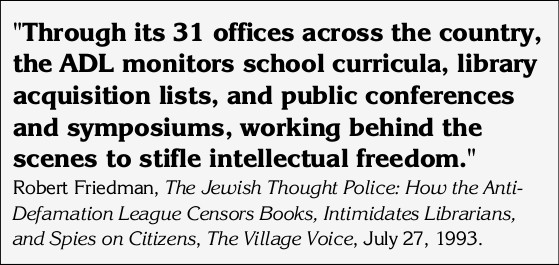 "Through its 31 offices across the country,
the ADL monitors school curricula, library
acquisition lists, and public conferences
and symposiums, working behind the
scenes to stifle intellectual freedom."
Robert Friedman, The Jewish Thought Police: How the Anti-
Defamation League Censors Books, Intimidates Librarians,
and Spies on Citizens, The Village Voice, July 27, 1993.